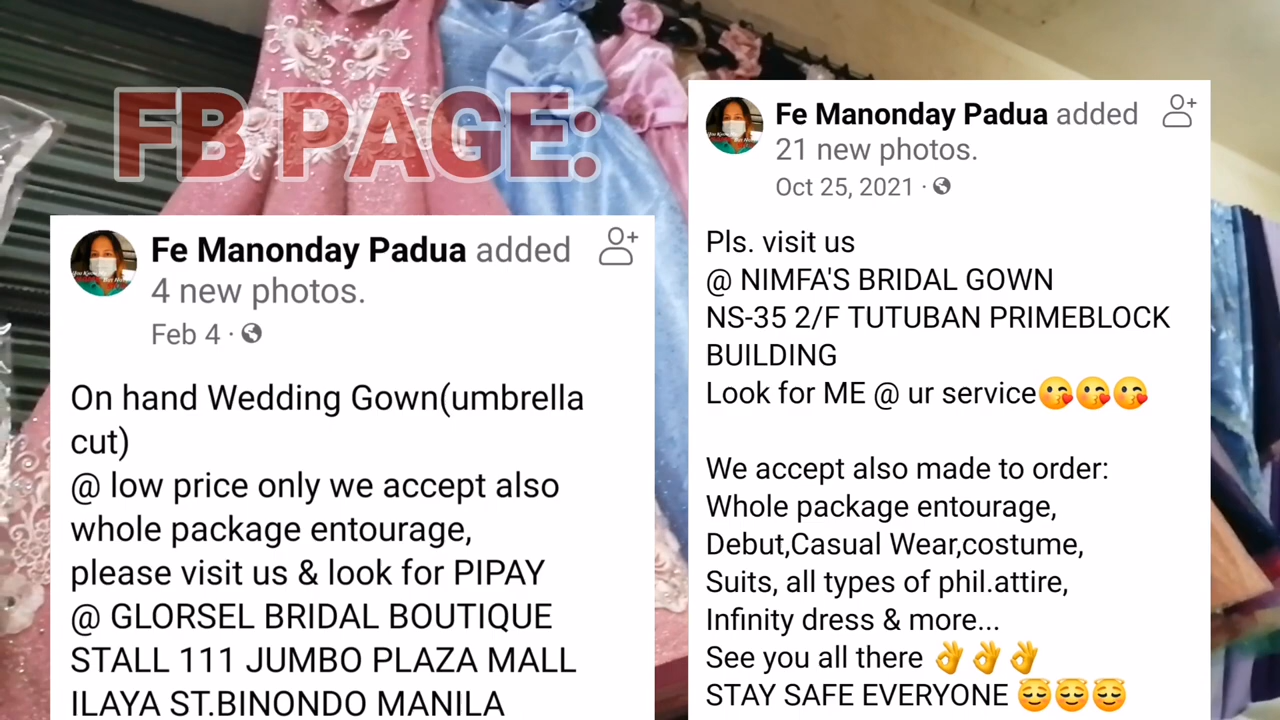 FB PAGE:
Fe Manonday Padua added
4 new photos.
Feb 4 ·
On hand Wedding Gown(umbrella
cut)
@ low price only we accept also
whole package entourage,
please visit us & look for PIPAY
@ GLORSEL BRIDAL BOUTIQUE
STALL 111 JUMBO PLAZA MALL
ILAYA ST.BINONDO MANILA
Fe Manonday Padua added
21 new photos.
Oct 25, 2021 ·
Pls. visit us
@ NIMFA'S BRIDAL GOWN
NS-35 2/F TUTUBAN PRIMEBLOCK
BUILDING
Look for ME @ ur service😘😘😘
We accept also made to order:
Whole package entourage,
Debut,Casual Wear,costume,
Suits, all types of phil.attire,
Infinity dress & more...
See you all there 👌👌👌
STAY SAFE EVERYONE 😇😇😇